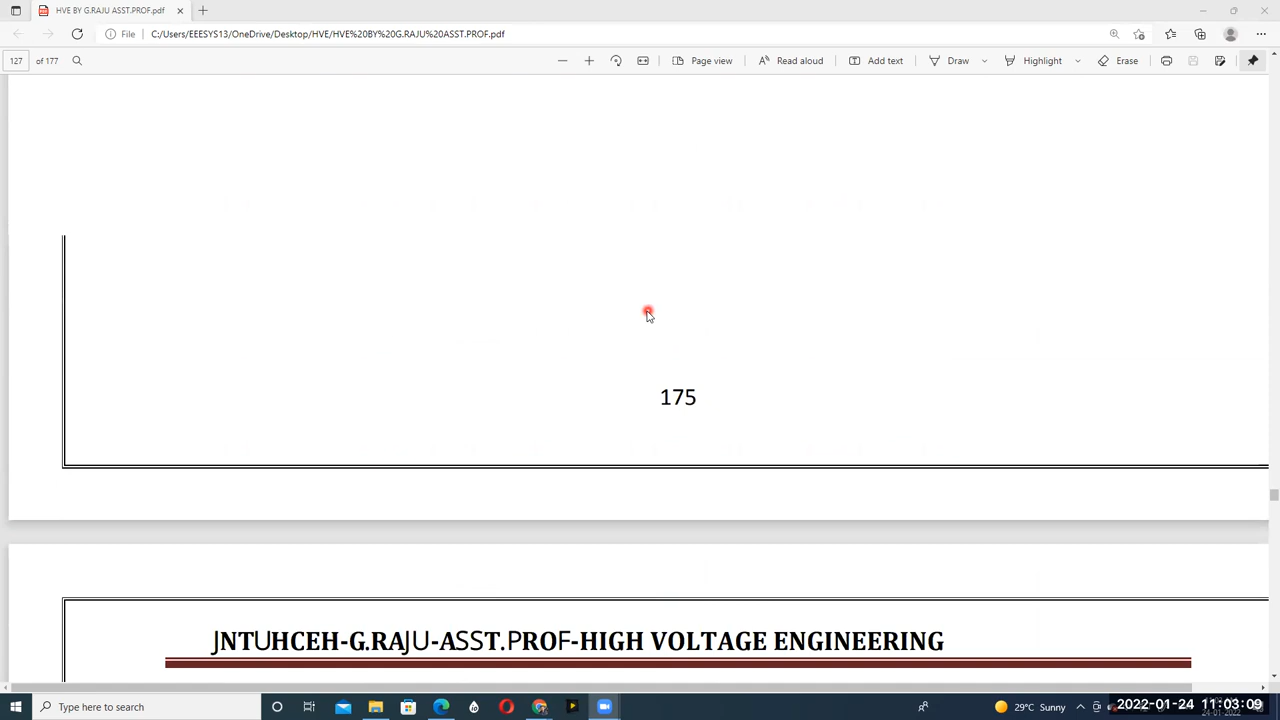 HVE BY G.RAJU ASST.PROF.pdf
File C:/Users/EEESYS13/OneDrive/Desktop/HVE/HVE%20BY%20G.RAJU%20ASST.PROF.pdf
127 of 177 Page view Read aloud Add text Draw Highlight Erase
175
JNTUHCEH-G.RAJU-ASST.PROF-HIGH VOLTAGE ENGINEERING
Type here to search 29°C Sunny 2022-01-24 11:03:09